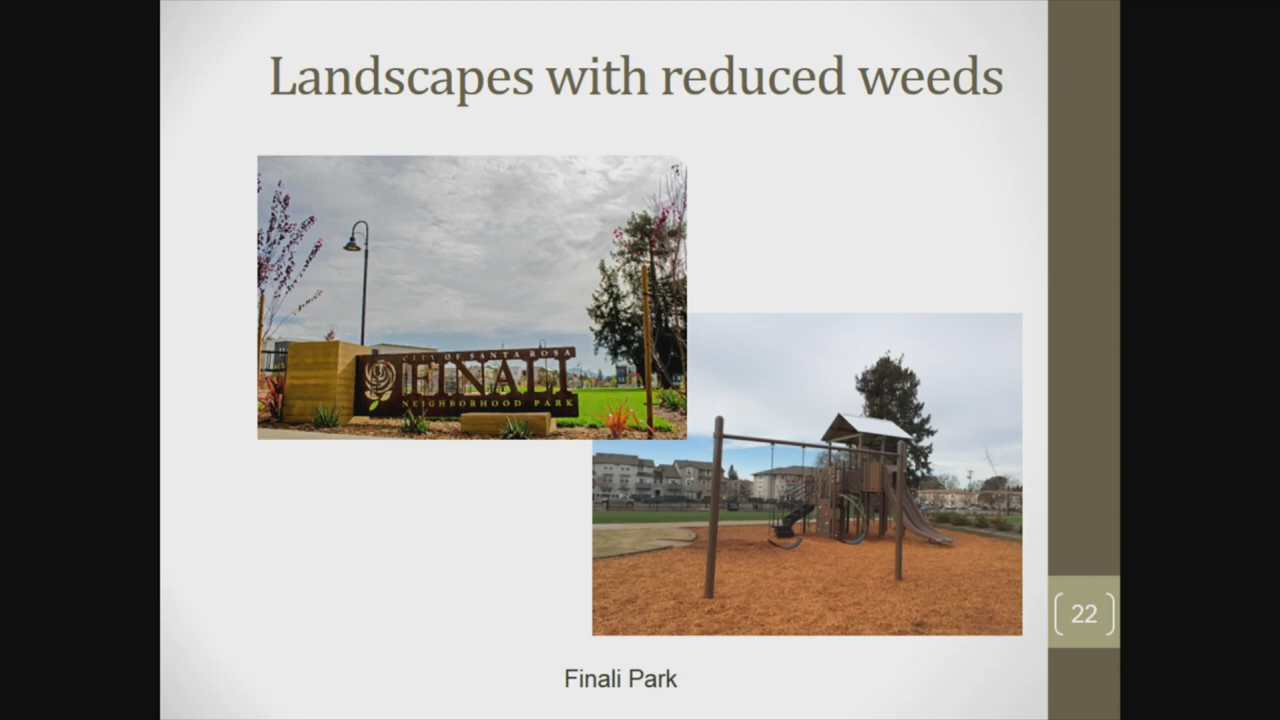 Landscapes with reduced weeds
CITY OF SANTA ROSA
FINALI
NEIGHBORHOOD PARK
22
Finali Park